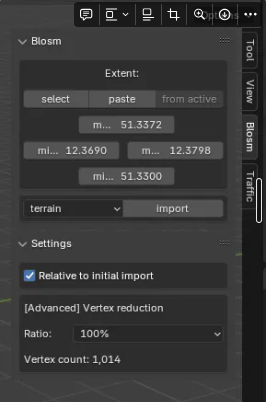 Blosm
Extent:
select paste from active
m... 51.3372
mi... 12.3690 m... 12.3798
mi... 51.3300
terrain import
Settings
Relative to initial import
[Advanced] Vertex reduction
Ratio: 100%
Vertex count: 1,014
Tool
View
Blosm
Traffic